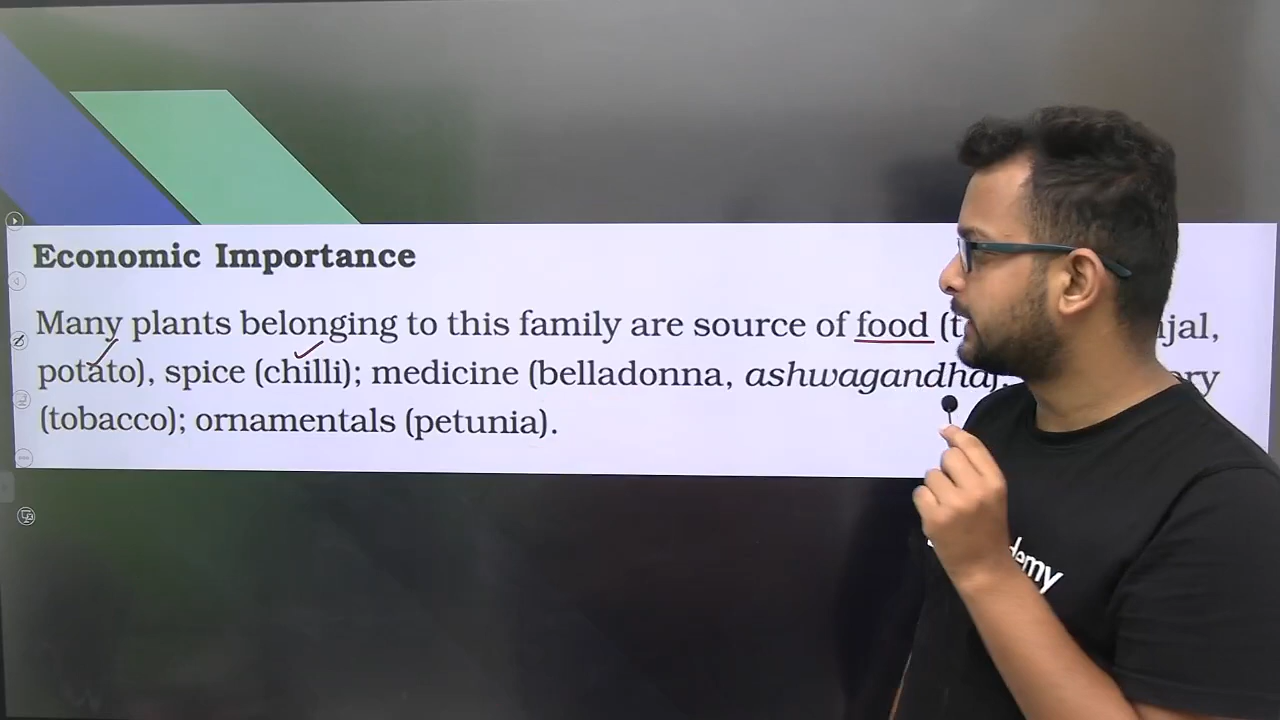 Economic Importance
Many plants belonging to this family are source of food
potato), spice (chilli); medicine (belladonna, ashwagandha);
(tobacco); ornamentals (petunia).